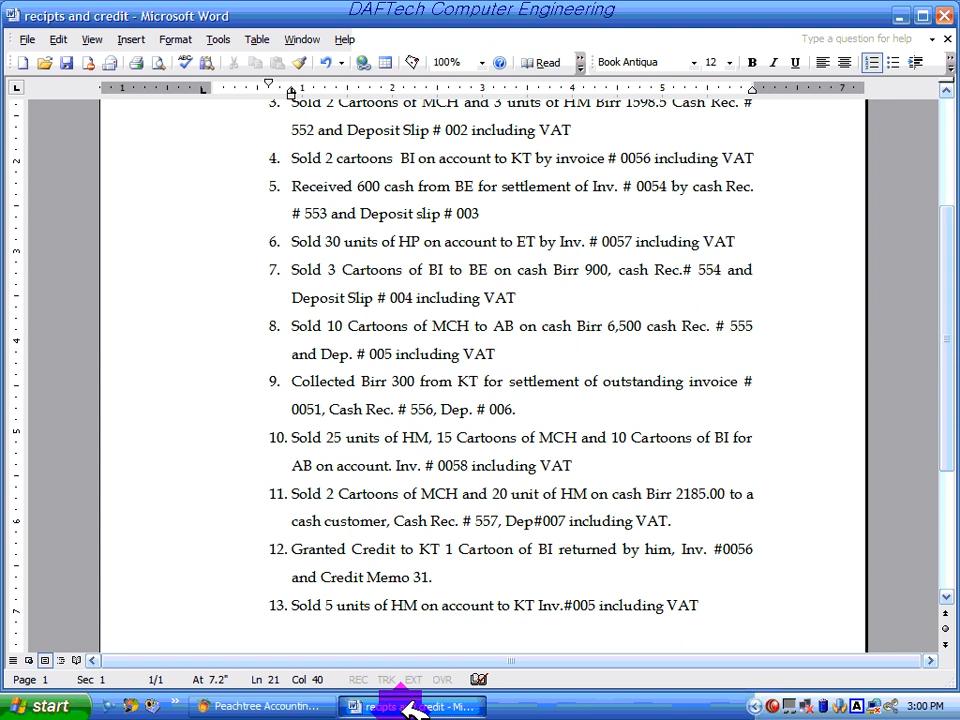 DAFTech Computer Engineering
recipts and credit - Microsoft Word
File Edit View Insert Format Tools Table Window Help Type a question for help
100% Read Book Antiqua 12 B I U
1 1 2 3 4 5 7
3. Sold 2 Cartoons of MCH and 3 units of HM Birr 1598.5 Cash Rec. #
552 and Deposit Slip # 002 including VAT
4. Sold 2 cartoons BI on account to KT by invoice # 0056 including VAT
5. Received 600 cash from BE for settlement of Inv. # 0054 by cash Rec.
# 553 and Deposit slip # 003
6. Sold 30 units of HP on account to ET by Inv. # 0057 including VAT
7. Sold 3 Cartoons of BI to BE on cash Birr 900, cash Rec.# 554 and
Deposit Slip # 004 including VAT
8. Sold 10 Cartoons of MCH to AB on cash Birr 6,500 cash Rec. # 555
and Dep. # 005 including VAT
9. Collected Birr 300 from KT for settlement of outstanding invoice #
0051, Cash Rec. # 556, Dep. # 006.
10. Sold 25 units of HM, 15 Cartoons of MCH and 10 Cartoons of BI for
AB on account. Inv. # 0058 including VAT
11. Sold 2 Cartoons of MCH and 20 unit of HM on cash Birr 2185.00 to a
cash customer, Cash Rec. # 557, Dep#007 including VAT.
12. Granted Credit to KT 1 Cartoon of BI returned by him, Inv. #0056
and Credit Memo 31.
13. Sold 5 units of HM on account to KT Inv.#005 including VAT
Page 1 Sec 1 1/1 At 7.2" Ln 21 Col 40 REC TRK EXT OVR
start Peachtree Accountin... recipts and credit - Mi... 3:00 PM